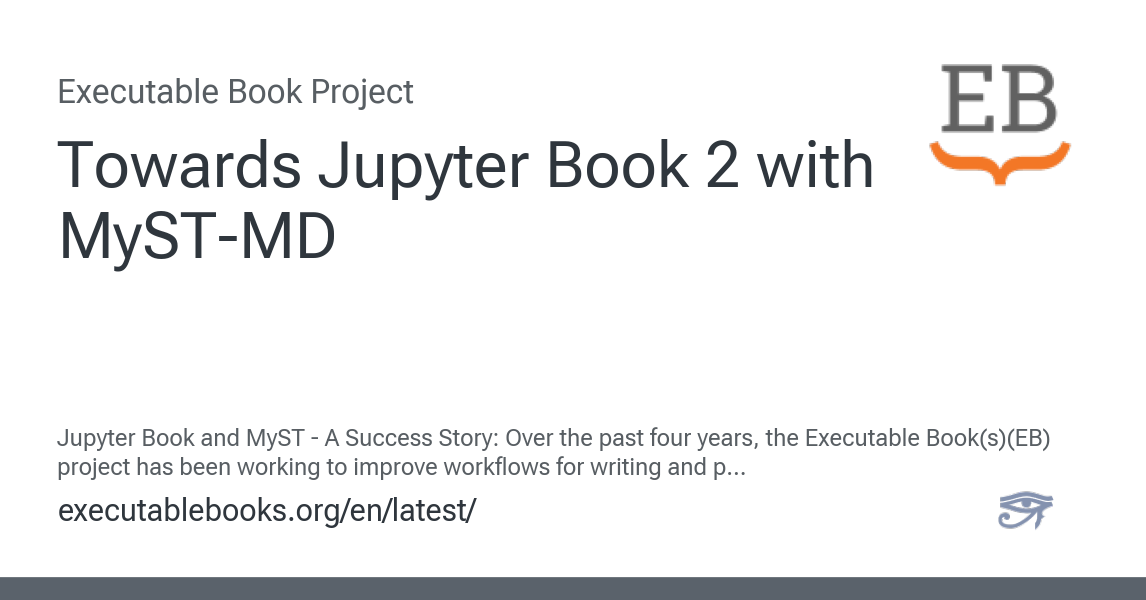 Executable Book Project
EB
Towards Jupyter Book 2 with
MyST-MD
Jupyter Book and MyST - A Success Story: Over the past four years, the Executable Book(s)(EB)
project has been working to improve workflows for writing and p...
executablebooks.org/en/latest/